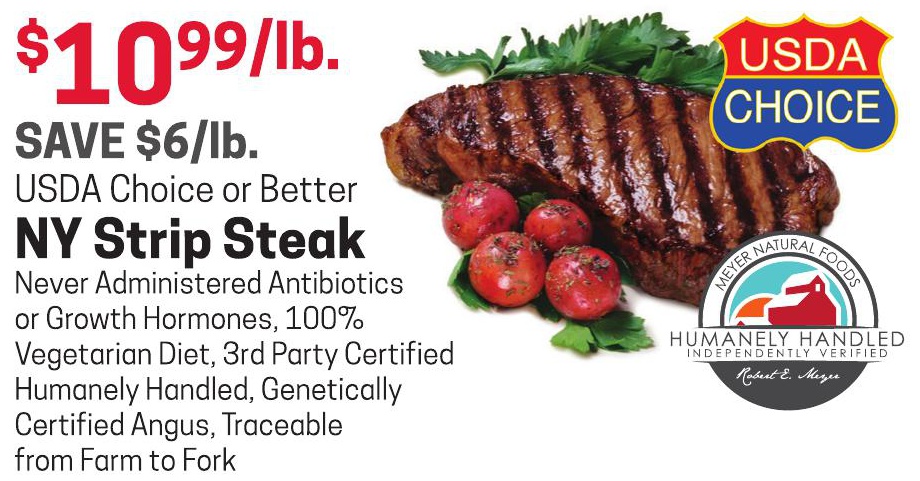 $10.99/lb.
SAVE $6/lb.
USDA Choice or Better
NY Strip Steak
Never Administered Antibiotics
or Growth Hormones, 100%
Vegetarian Diet, 3rd Party Certified
Humanely Handled, Genetically
Certified Angus, Traceable
from Farm to Fork
USDA
CHOICE
MEYER NATURAL FOODS
HUMANELY HANDLED
INDEPENDENTLY VERIFIED
Robert E. Meyer